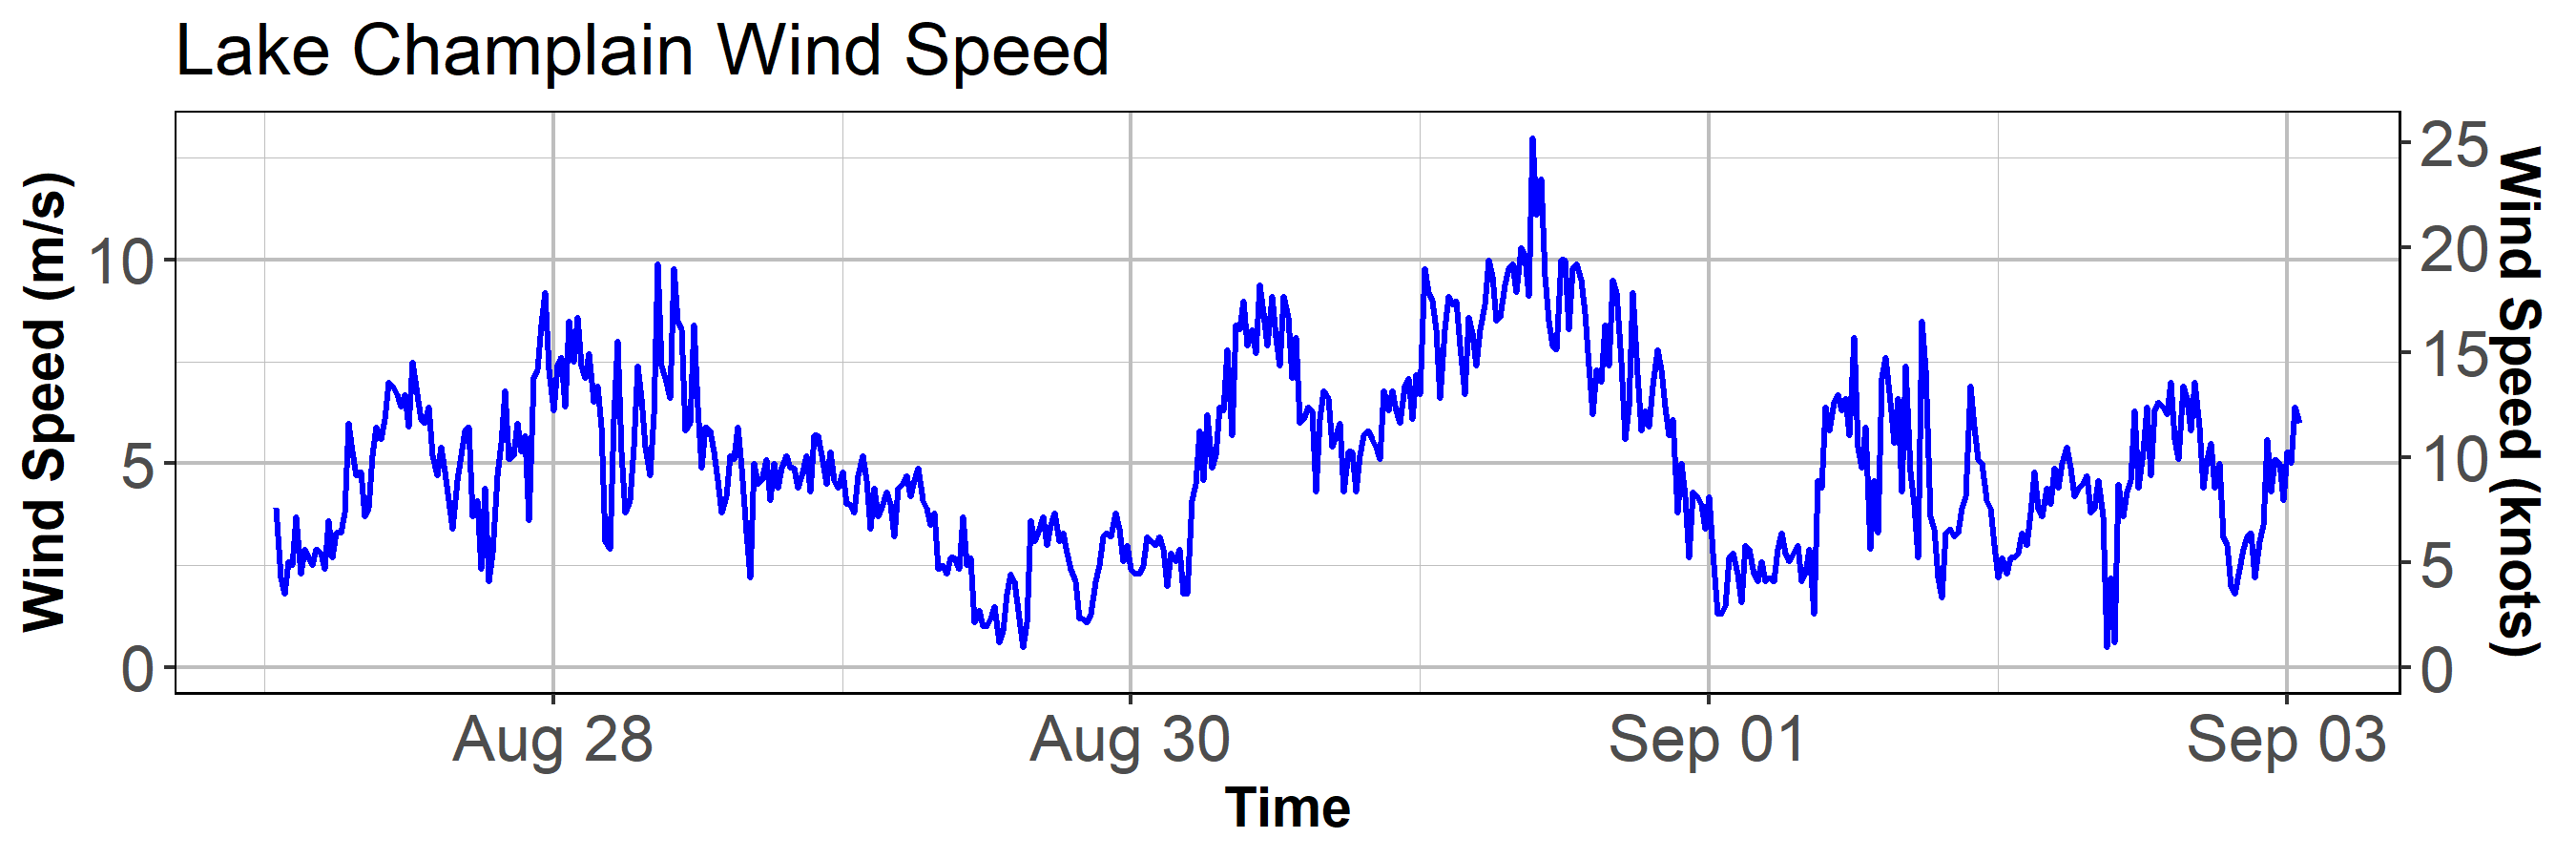 Lake Champlain Wind Speed
Wind Speed (m/s)
10
5
0
25
20
15
10
5
0
Wind Speed (knots)
Aug 28
Aug 30
Sep 01
Sep 03
Time